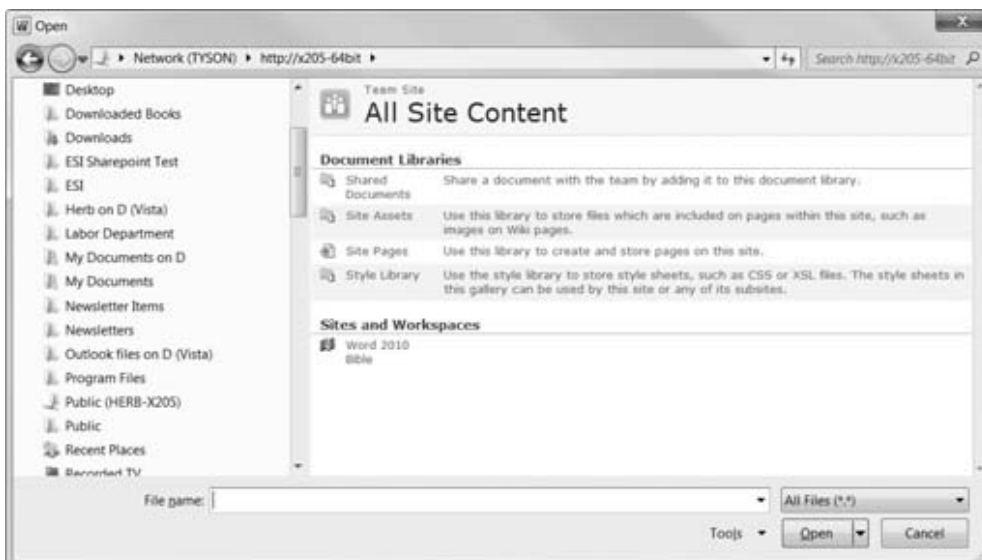 Open
Network (TYSON) http://x205-64bit
Search http://x205-64bit
Desktop
Downloaded Books
Downloads
ESI Sharepoint Test
ESI
Herb on D (Vista)
Labor Department
My Documents on D
My Documents
Newsletter Items
Newsletters
Outlook files on D (Vista)
Program Files
Public (HERB-X205)
Public
Recent Places
Recorded TV
Team Site
All Site Content
Document Libraries
Shared Documents
Share a document with the team by adding it to this document library.
Site Assets
Use this library to store files which are included on pages within this site, such as
images on Wiki pages.
Site Pages
Use this library to create and store pages on this site.
Style Library
Use the style library to store style sheets, such as CSS or XSL files. The style sheets in
this gallery can be used by this site or any of its subsites.
Sites and Workspaces
Word 2010
Bible
File name:
All Files (*.*)
Tools
Open
Cancel